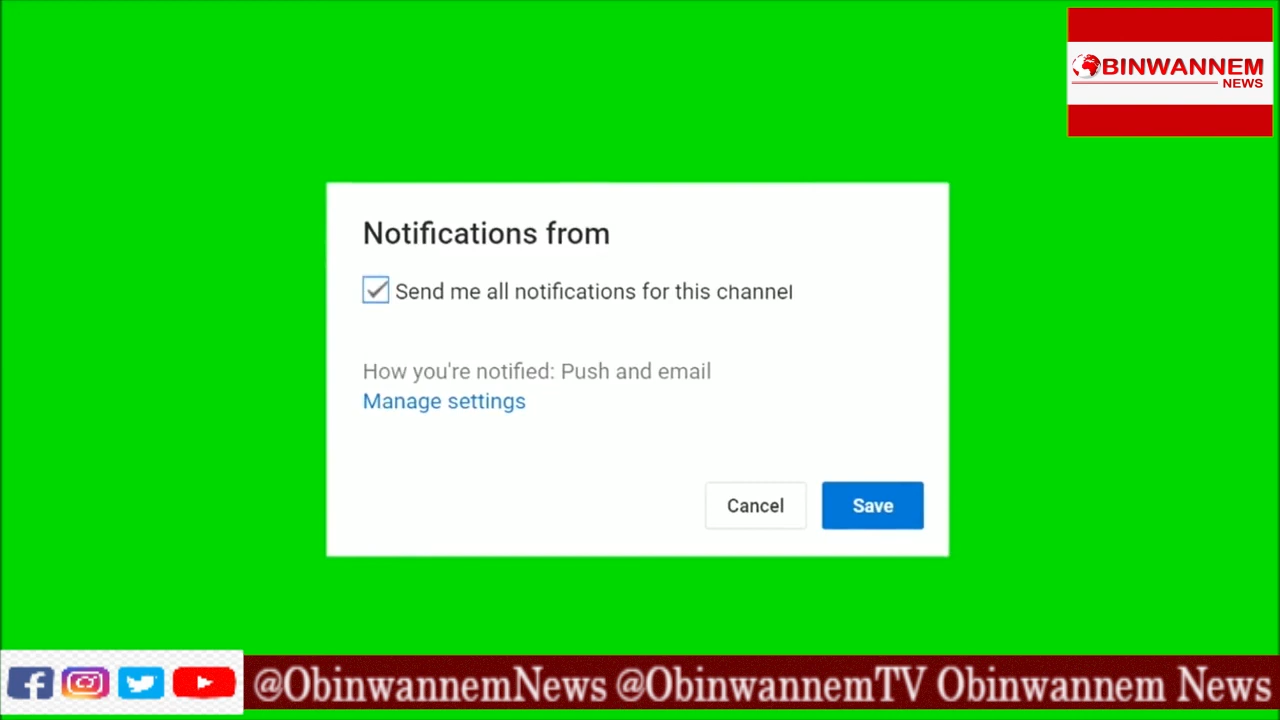 OBINWANNEM
NEWS
Notifications from
Send me all notifications for this channel
How you're notified: Push and email
Manage settings
Cancel
Save
@ObinwannemNews @ObinwannemTV Obinwannem News